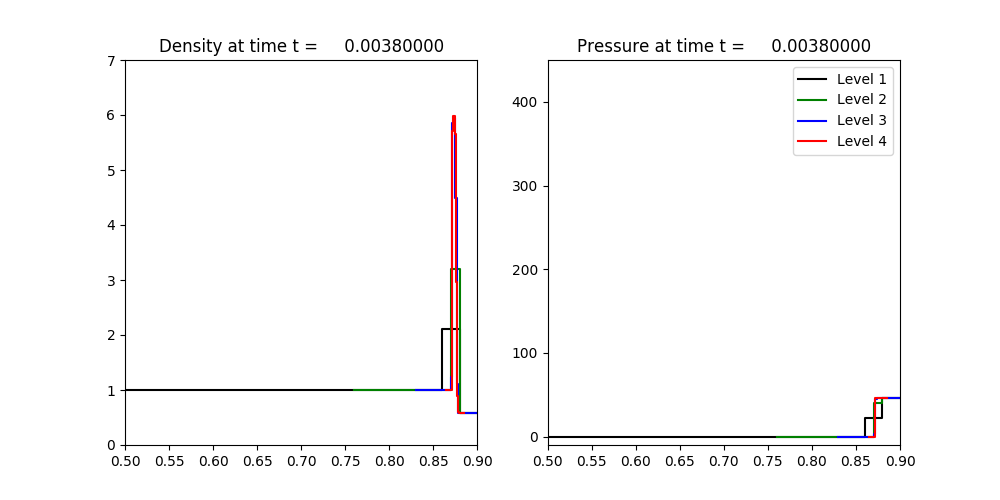 Density at time t =     0.00380000
7
6
5
4
3
2
1
0
0.50 0.55 0.60 0.65 0.70 0.75 0.80 0.85 0.90
Pressure at time t =     0.00380000
400
300
200
100
0
0.50 0.55 0.60 0.65 0.70 0.75 0.80 0.85 0.90
Level 1
Level 2
Level 3
Level 4